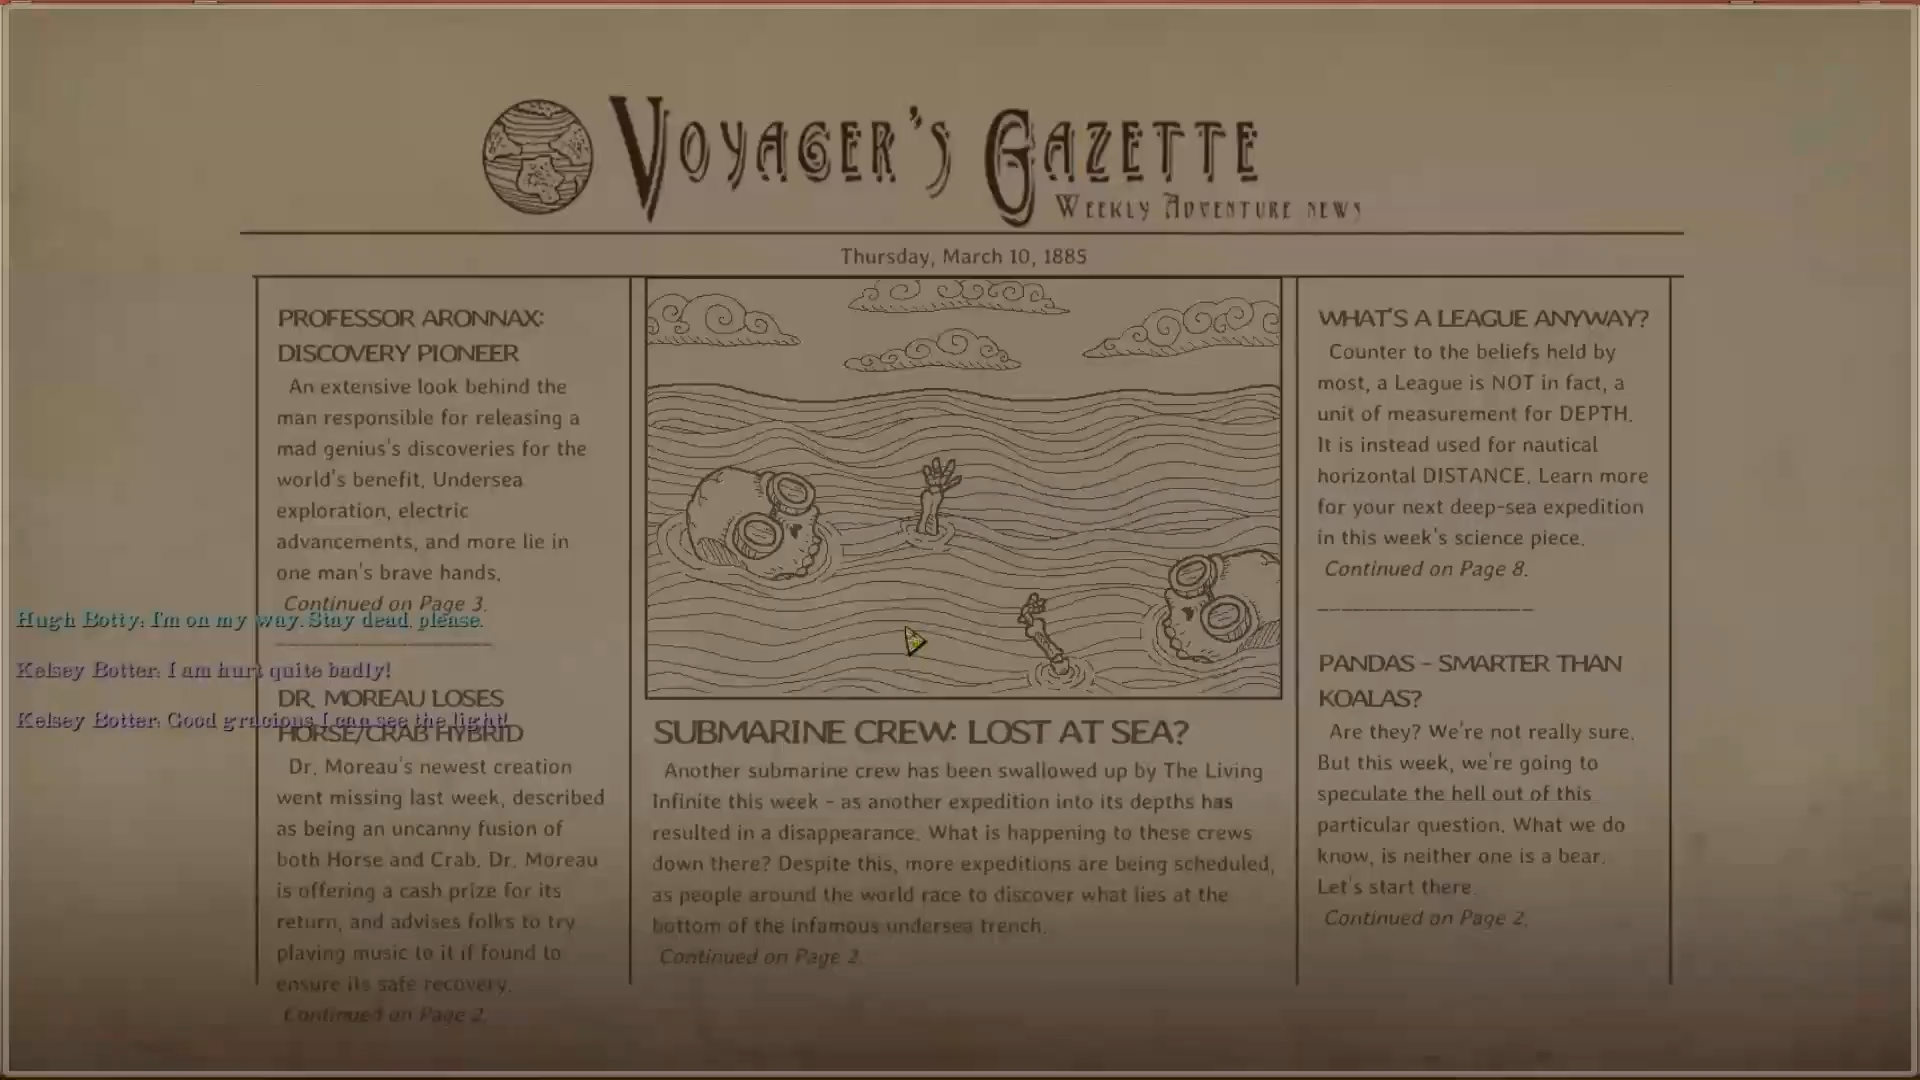 VOYAGER'S GAZETTE
WEEKLY ADVENTURE NEWS
Thursday, March 10, 1885
PROFESSOR ARONNAX:
DISCOVERY PIONEER
An extensive look behind the
man responsible for releasing a
mad genius's discoveries for the
world's benefit. Undersea
exploration, electric
advancements, and more lie in
one man's brave hands.
Continued on Page 3.
DR. MOREAU LOSES
HORSE/CRAB HYBRID
Dr. Moreau's newest creation
went missing last week, described
as being an uncanny fusion of
both Horse and Crab. Dr. Moreau
is offering a cash prize for its
return, and advises folks to try
playing music to it if found to
ensure its safe recovery.
Continued on Page 2.
SUBMARINE CREW: LOST AT SEA?
Another submarine crew has been swallowed up by The Living
Infinite this week - as another expedition into its depths has
resulted in a disappearance. What is happening to these crews
down there? Despite this, more expeditions are being scheduled,
as people around the world race to discover what lies at the
bottom of the infamous undersea trench.
Continued on Page 2.
WHAT'S A LEAGUE ANYWAY?
Counter to the beliefs held by
most, a League is NOT in fact, a
unit of measurement for DEPTH.
It is instead used for nautical
horizontal DISTANCE. Learn more
for your next deep-sea expedition
in this week's science piece.
Continued on Page 8.
PANDAS - SMARTER THAN
KOALAS?
Are they? We're not really sure.
But this week, we're going to
speculate the hell out of this
particular question. What we do
know, is neither one is a bear.
Let's start there.
Continued on Page 2.
Hugh Botty: I'm on my way. Stay dead, please.
Kelsey Botter: I am hurt quite badly!
Kelsey Botter: Good gracious I can see the light!